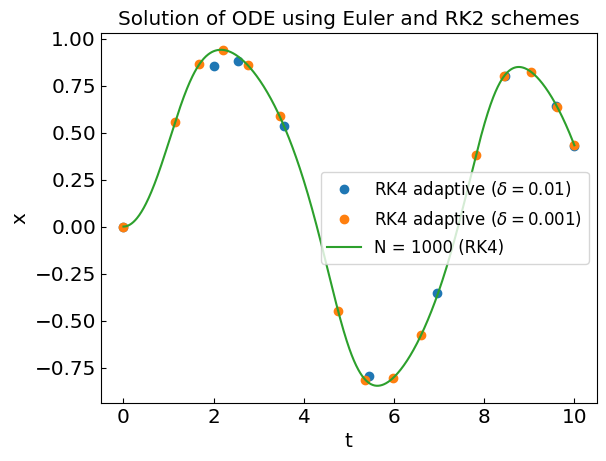 Solution of ODE using Euler and RK2 schemes
1.00
0.75
0.50
0.25
0.00
−0.25
−0.50
−0.75
x
RK4 adaptive (δ = 0.01)
RK4 adaptive (δ = 0.001)
N = 1000 (RK4)
0 2 4 6 8 10
t